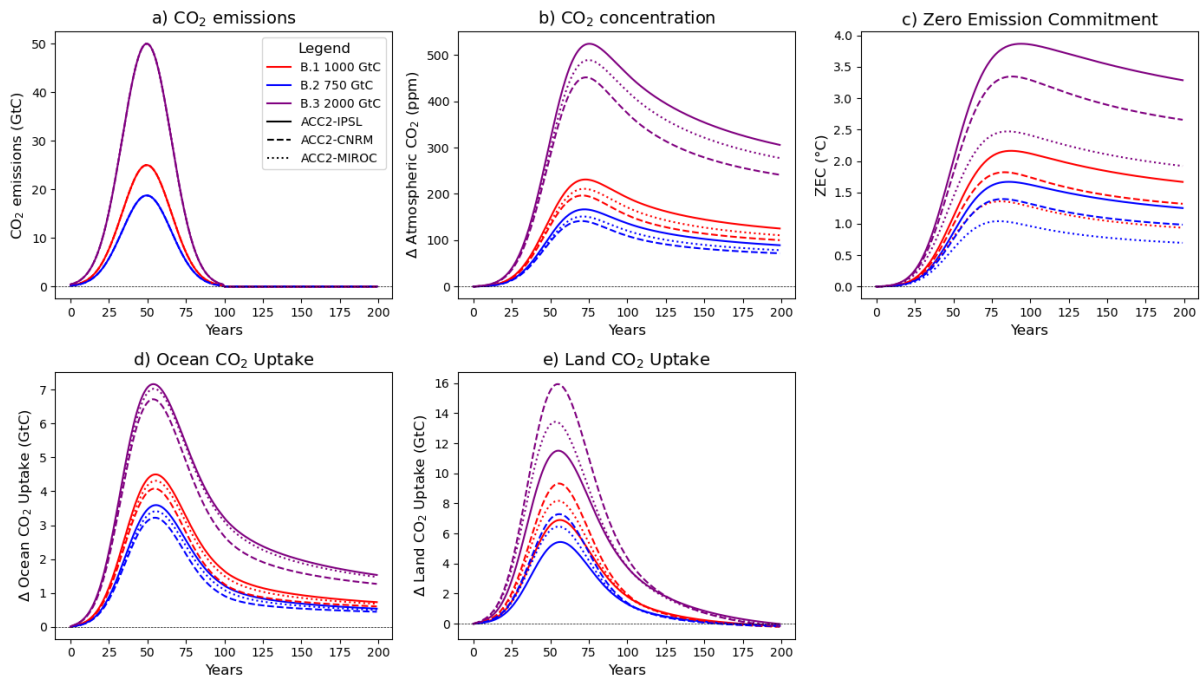 a) CO₂ emissions
CO₂ emissions (GtC)
50
40
30
20
10
0
Legend
B.1 1000 GtC
B.2 750 GtC
B.3 2000 GtC
ACC2-IPSL
ACC2-CNRM
ACC2-MIROC
0 25 50 75 100 125 150 175 200
Years
b) CO₂ concentration
Δ Atmospheric CO₂ (ppm)
500
400
300
200
100
0
0 25 50 75 100 125 150 175 200
Years
c) Zero Emission Commitment
ZEC (°C)
4.0
3.5
3.0
2.5
2.0
1.5
1.0
0.5
0.0
0 25 50 75 100 125 150 175 200
Years
d) Ocean CO₂ Uptake
Δ Ocean CO₂ Uptake (GtC)
7
6
5
4
3
2
1
0
0 25 50 75 100 125 150 175 200
Years
e) Land CO₂ Uptake
Δ Land CO₂ Uptake (GtC)
16
14
12
10
8
6
4
2
0
0 25 50 75 100 125 150 175 200
Years